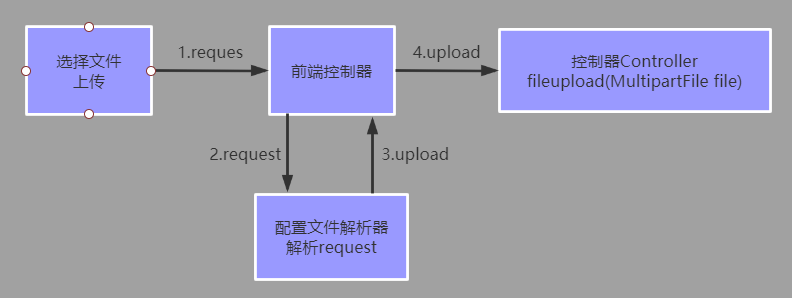 选择文件
上传
1.reques
前端控制器
4.upload
控制器Controller
fileupload(MultipartFile file)
2.request
3.upload
配置文件解析器
解析request